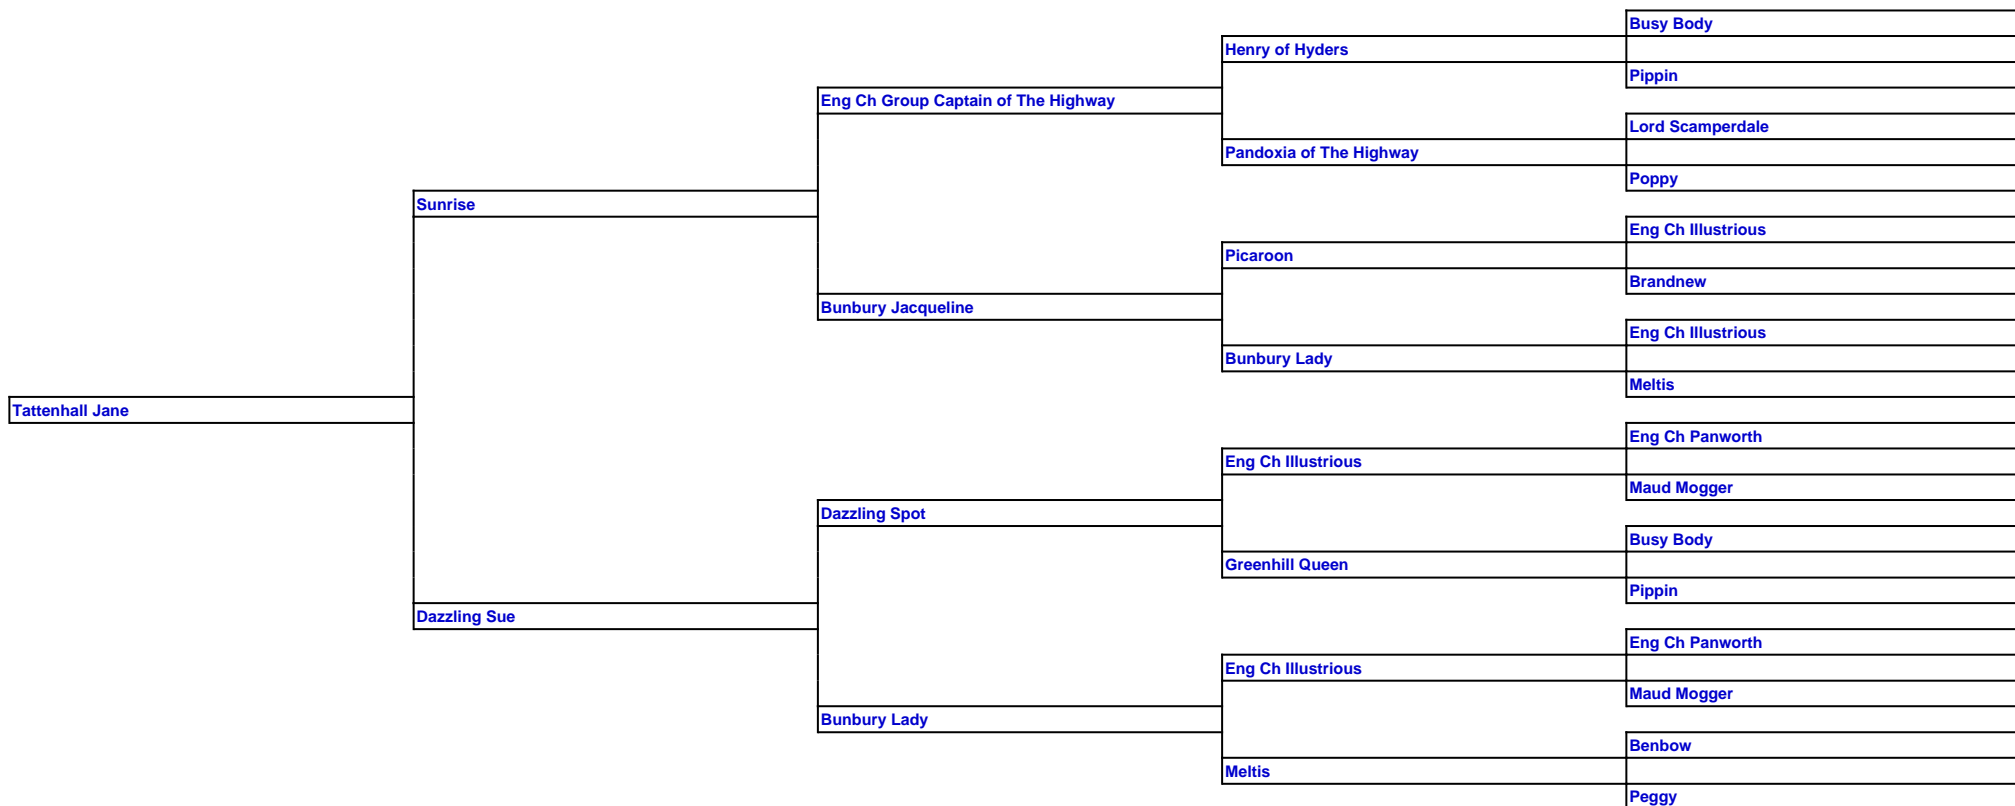 Busy Body
Henry of Hyders
Pippin
Eng Ch Group Captain of The Highway
Lord Scamperdale
Pandoxia of The Highway
Poppy
Sunrise
Eng Ch Illustrious
Picaroon
Brandnew
Bunbury Jacqueline
Eng Ch Illustrious
Bunbury Lady
Meltis
Tattenhall Jane
Eng Ch Panworth
Eng Ch Illustrious
Maud Mogger
Dazzling Spot
Busy Body
Greenhill Queen
Pippin
Dazzling Sue
Eng Ch Panworth
Eng Ch Illustrious
Maud Mogger
Bunbury Lady
Benbow
Meltis
Peggy